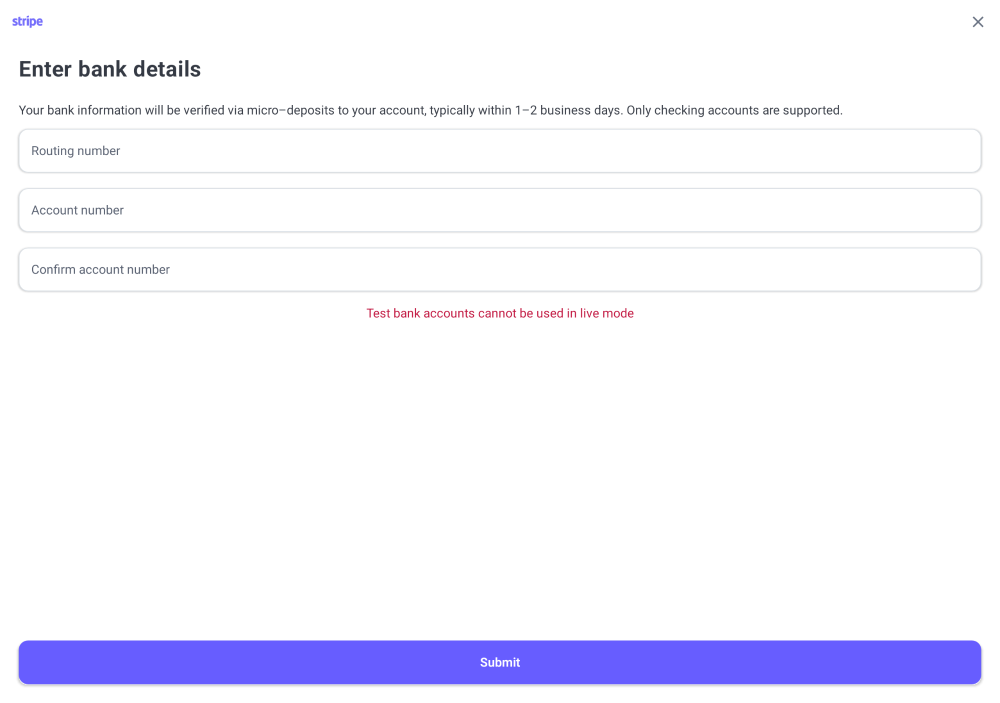 stripe
Enter bank details
Your bank information will be verified via micro–deposits to your account, typically within 1–2 business days. Only checking accounts are supported.
Routing number
Account number
Confirm account number
Test bank accounts cannot be used in live mode
Submit